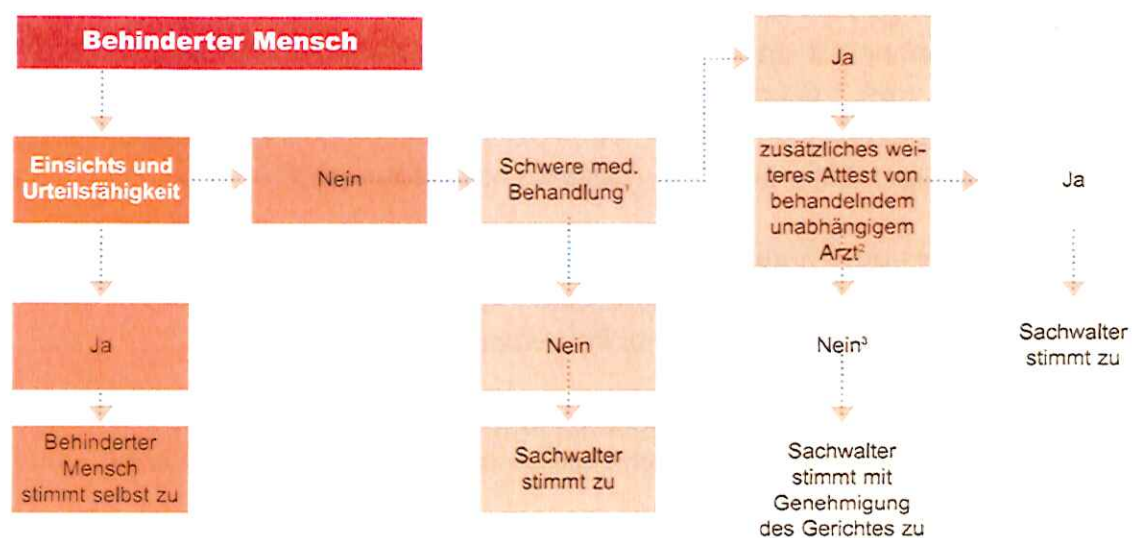 Behinderter Mensch
Einsichts und
Urteilsfähigkeit
Nein
Schwere med.
Behandlung¹
Ja
zusätzliches wei-
teres Attest von
behandelndem
unabhängigem
Arzt²
Ja
Sachwalter
stimmt zu
Ja
Behinderter
Mensch
stimmt selbst zu
Nein
Sachwalter
stimmt zu
Nein³
Sachwalter
stimmt mit
Genehmigung
des Gerichtes zu